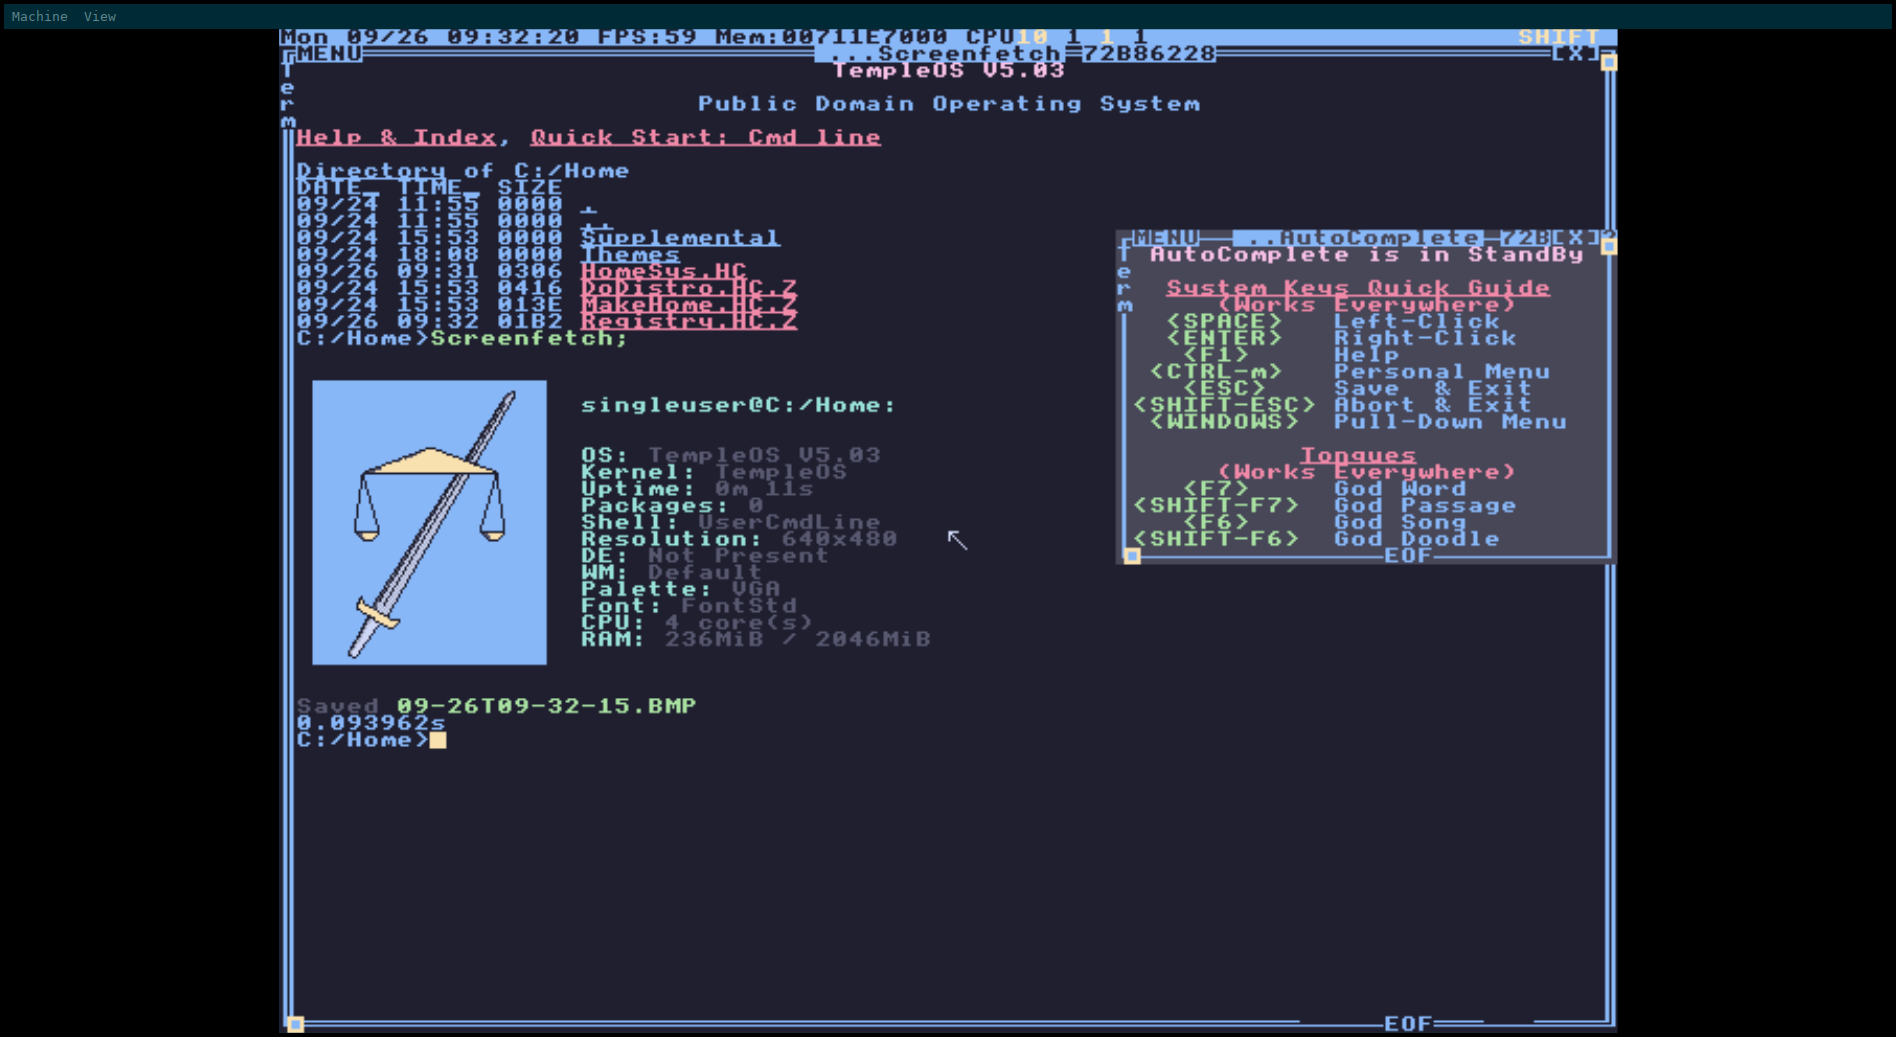 Machine View
Mon 09/26 09:32:20 FPS:59 Mem:00711E7000 CPU10 1 1 1 SHIFT
MENU ...Screenfetch 72B86228 [X]
Term
TempleOS V5.03
Public Domain Operating System
Help & Index, Quick Start: Cmd line
Directory of C:/Home
DATE_ TIME_ SIZE
09/24 11:55 0000 .
09/24 11:55 0000 ..
09/24 15:53 0000 Supplemental
09/24 18:08 0000 Themes
09/26 09:31 0306 HomeSys.HC
09/24 15:53 0416 DoDistro.HC.Z
09/24 15:53 013E MakeHome.HC.Z
09/26 09:32 01B2 Registry.HC.Z
C:/Home>Screenfetch;
singleuser@C:/Home:
OS: TempleOS V5.03
Kernel: TempleOS
Uptime: 0m 11s
Packages: 0
Shell: UserCmdLine
Resolution: 640x480
DE: Not Present
WM: Default
Palette: VGA
Font: FontStd
CPU: 4 core(s)
RAM: 236MiB / 2046MiB
Saved 09-26T09-32-15.BMP
0.093962s
C:/Home>
EOF
MENU ...AutoComplete 72B[X]?
Term
AutoComplete is in StandBy
System Keys Quick Guide
(Works Everywhere)
<SPACE> Left-Click
<ENTER> Right-Click
<F1> Help
<CTRL-m> Personal Menu
<ESC> Save & Exit
<SHIFT-ESC> Abort & Exit
<WINDOWS> Pull-Down Menu
Tongues
(Works Everywhere)
<F7> God Word
<SHIFT-F7> God Passage
<F6> God Song
<SHIFT-F6> God Doodle
EOF